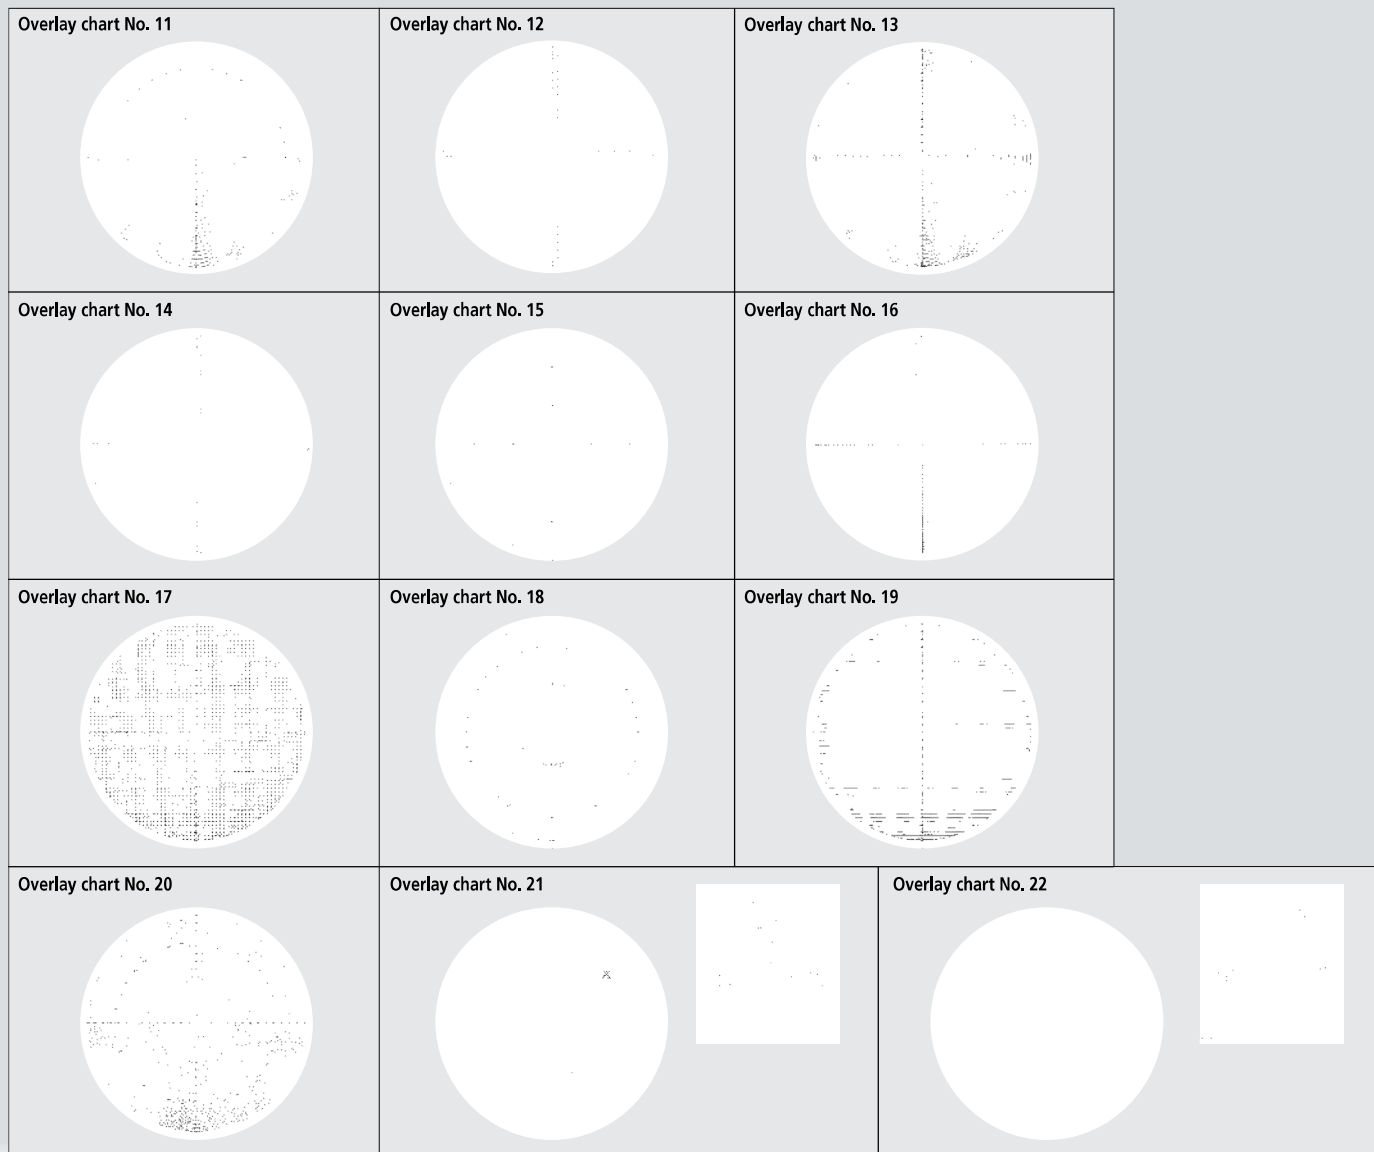 Overlay chart No. 11
Overlay chart No. 12
Overlay chart No. 13
Overlay chart No. 14
Overlay chart No. 15
Overlay chart No. 16
Overlay chart No. 17
Overlay chart No. 18
Overlay chart No. 19
Overlay chart No. 20
Overlay chart No. 21
Overlay chart No. 22